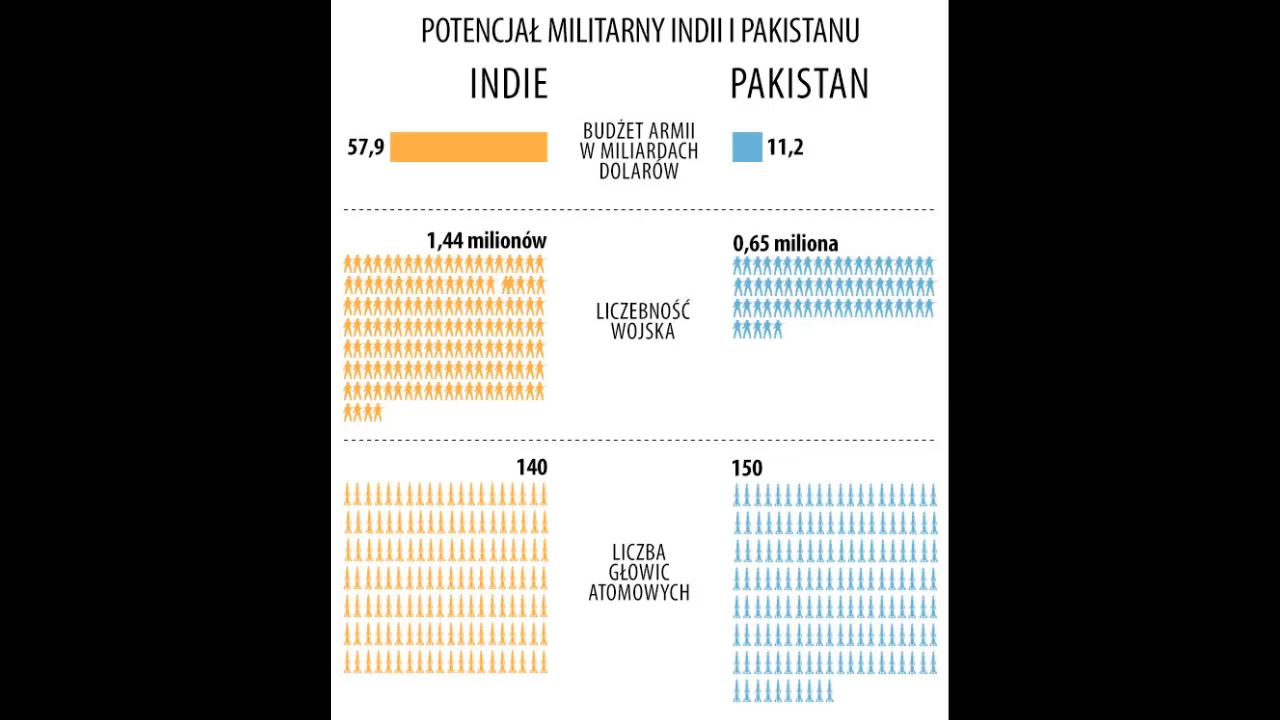 POTENCJAŁ MILITARNY INDII I PAKISTANU
INDIE
PAKISTAN
57,9
BUDŻET ARMII
W MILIARDACH
DOLARÓW
11,2
1,44 milionów
0,65 miliona
LICZEBNOŚĆ
WOJSKA
140
150
LICZBA
GŁOWIC
ATOMOWYCH